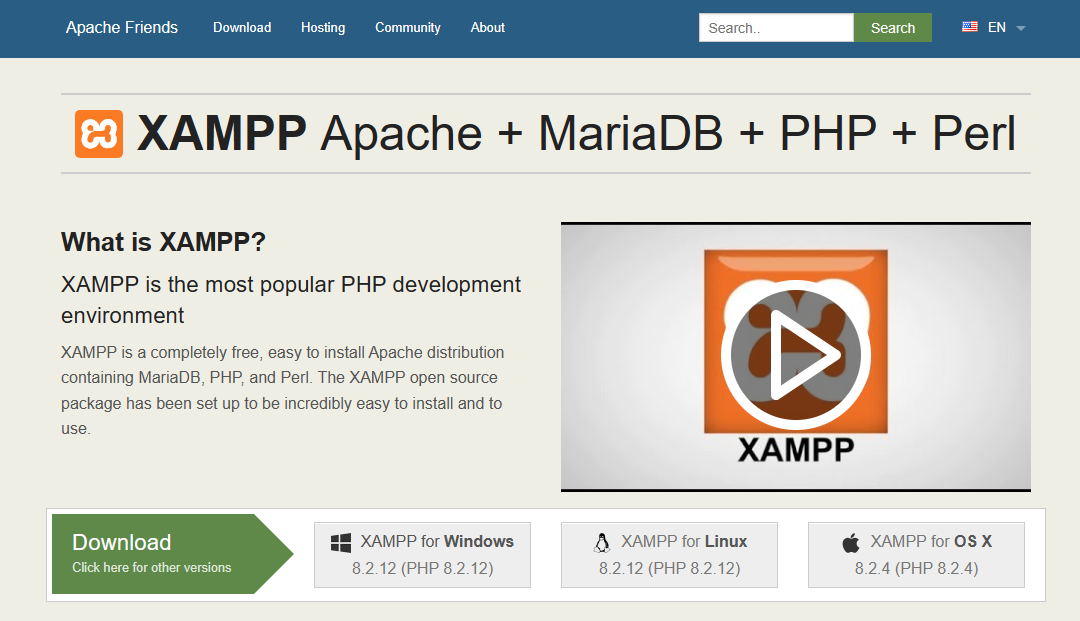 Apache Friends Download Hosting Community About Search.. Search EN
XAMPP Apache + MariaDB + PHP + Perl
What is XAMPP?
XAMPP is the most popular PHP development
environment
XAMPP is a completely free, easy to install Apache distribution
containing MariaDB, PHP, and Perl. The XAMPP open source
package has been set up to be incredibly easy to install and to
use.
XAMPP
Download
Click here for other versions
XAMPP for Windows
8.2.12 (PHP 8.2.12)
XAMPP for Linux
8.2.12 (PHP 8.2.12)
XAMPP for OS X
8.2.4 (PHP 8.2.4)